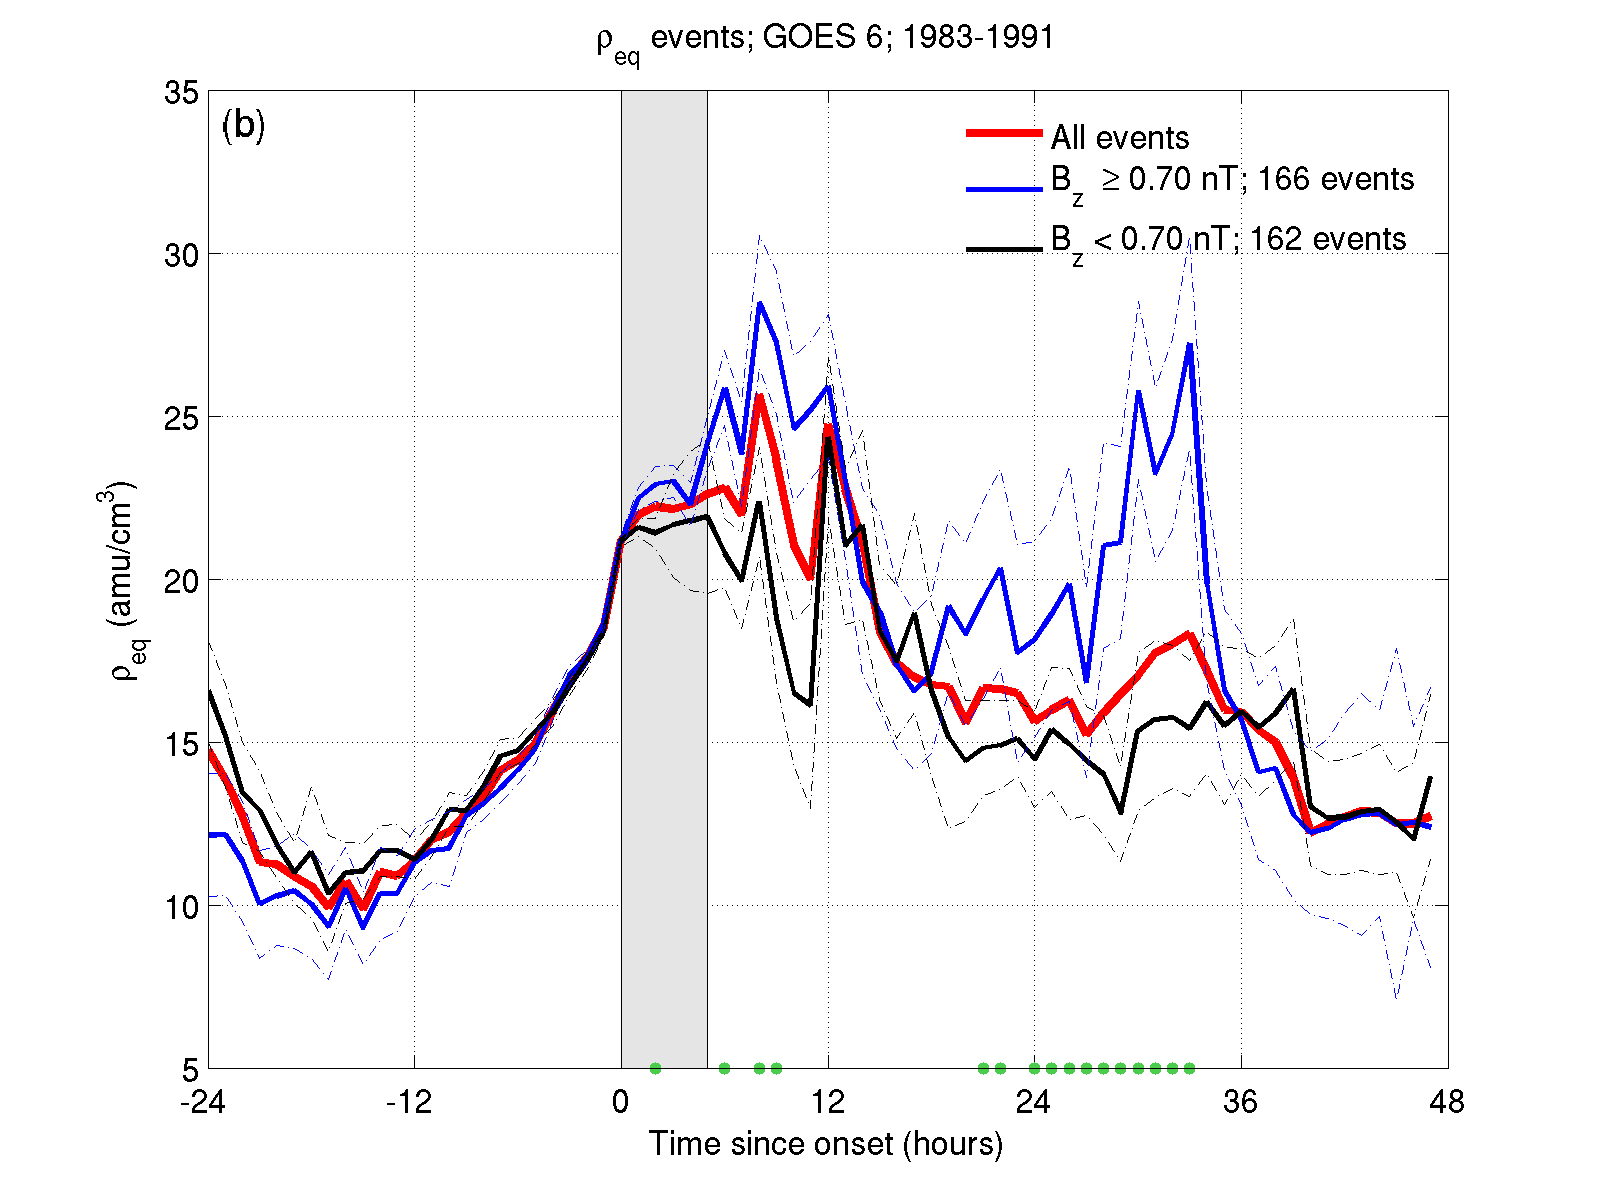 ρeq events; GOES 6; 1983-1991
(b)
All events
Bz ≥ 0.70 nT; 166 events
Bz < 0.70 nT; 162 events
35
30
25
20
15
10
5
ρeq (amu/cm³)
-24 -12 0 12 24 36 48
Time since onset (hours)